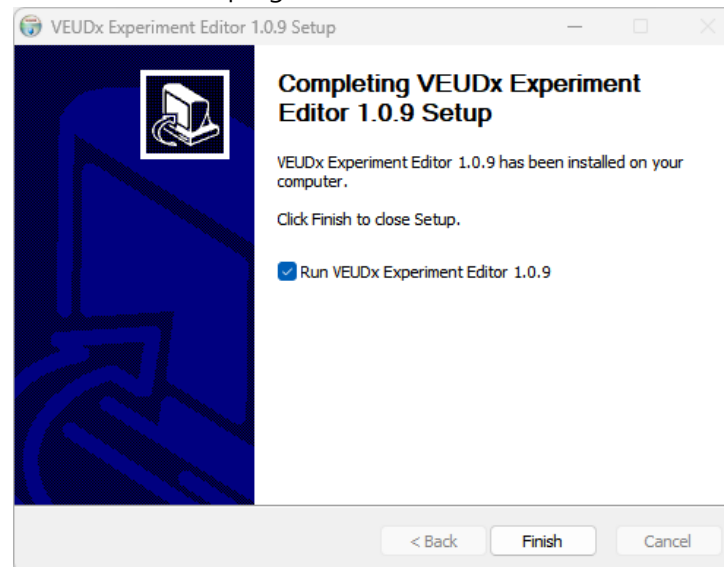 VEUDx Experiment Editor 1.0.9 Setup
Completing VEUDx Experiment
Editor 1.0.9 Setup
VEUDx Experiment Editor 1.0.9 has been installed on your
computer.
Click Finish to close Setup.
Run VEUDx Experiment Editor 1.0.9
< Back Finish Cancel